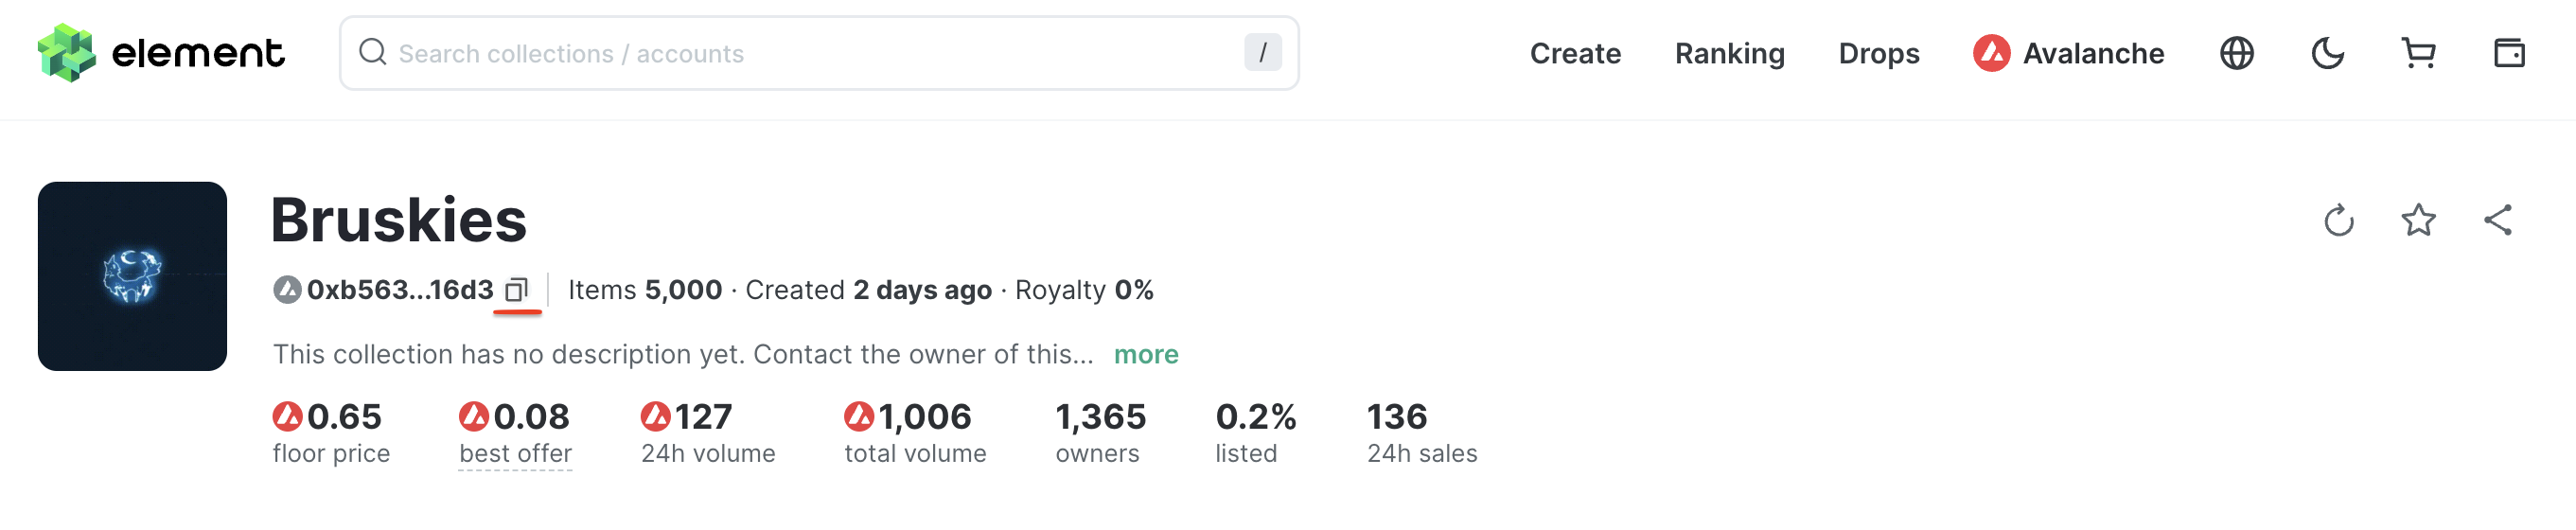 element
Search collections / accounts /
Create Ranking Drops Avalanche
Bruskies
0xb563...16d3 Items 5,000 · Created 2 days ago · Royalty 0%
This collection has no description yet. Contact the owner of this... more
0.65 0.08 127 1,006 1,365 0.2% 136
floor price best offer 24h volume total volume owners listed 24h sales